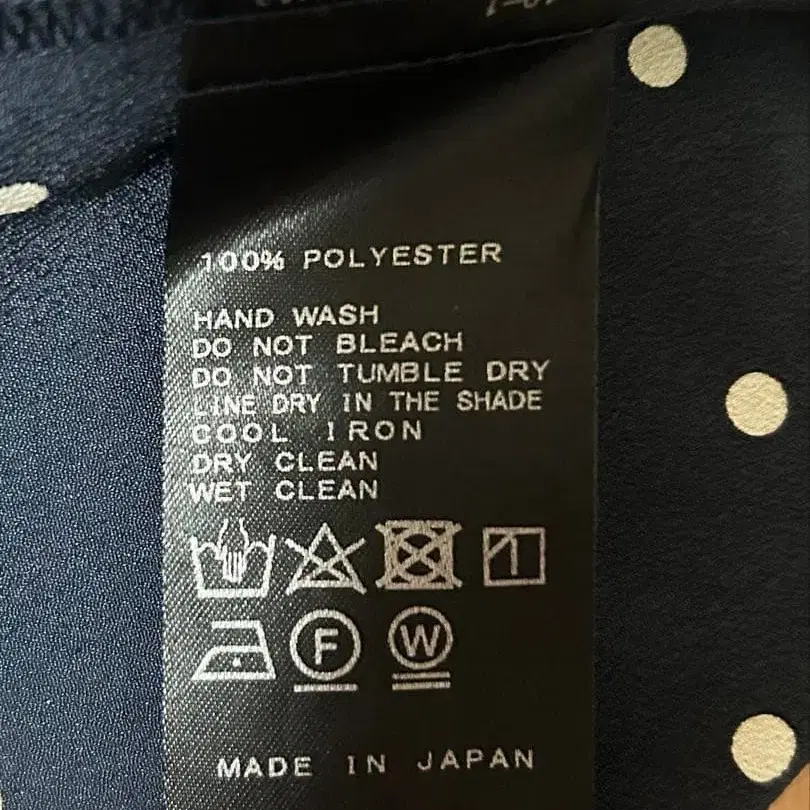 100% POLYESTER
HAND WASH
DO NOT BLEACH
DO NOT TUMBLE DRY
LINE DRY IN THE SHADE
COOL IRON
DRY CLEAN
WET CLEAN
F W
MADE IN JAPAN